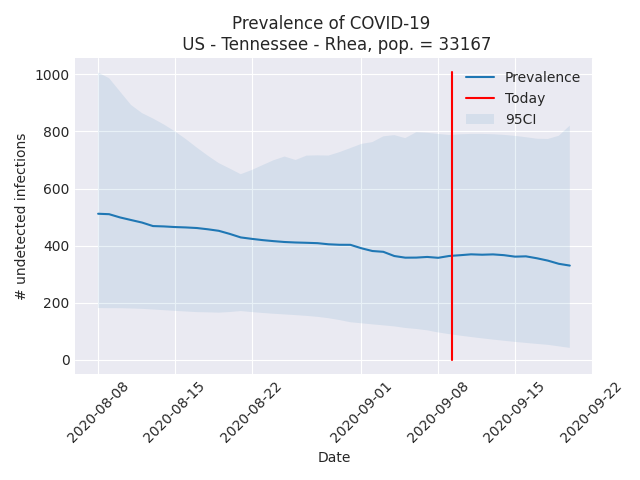 Prevalence of COVID-19
US - Tennessee - Rhea, pop. = 33167
Prevalence
Today
95CI
# undetected infections
1000
800
600
400
200
0
2020-08-08
2020-08-15
2020-08-22
2020-09-01
2020-09-08
2020-09-15
2020-09-22
Date